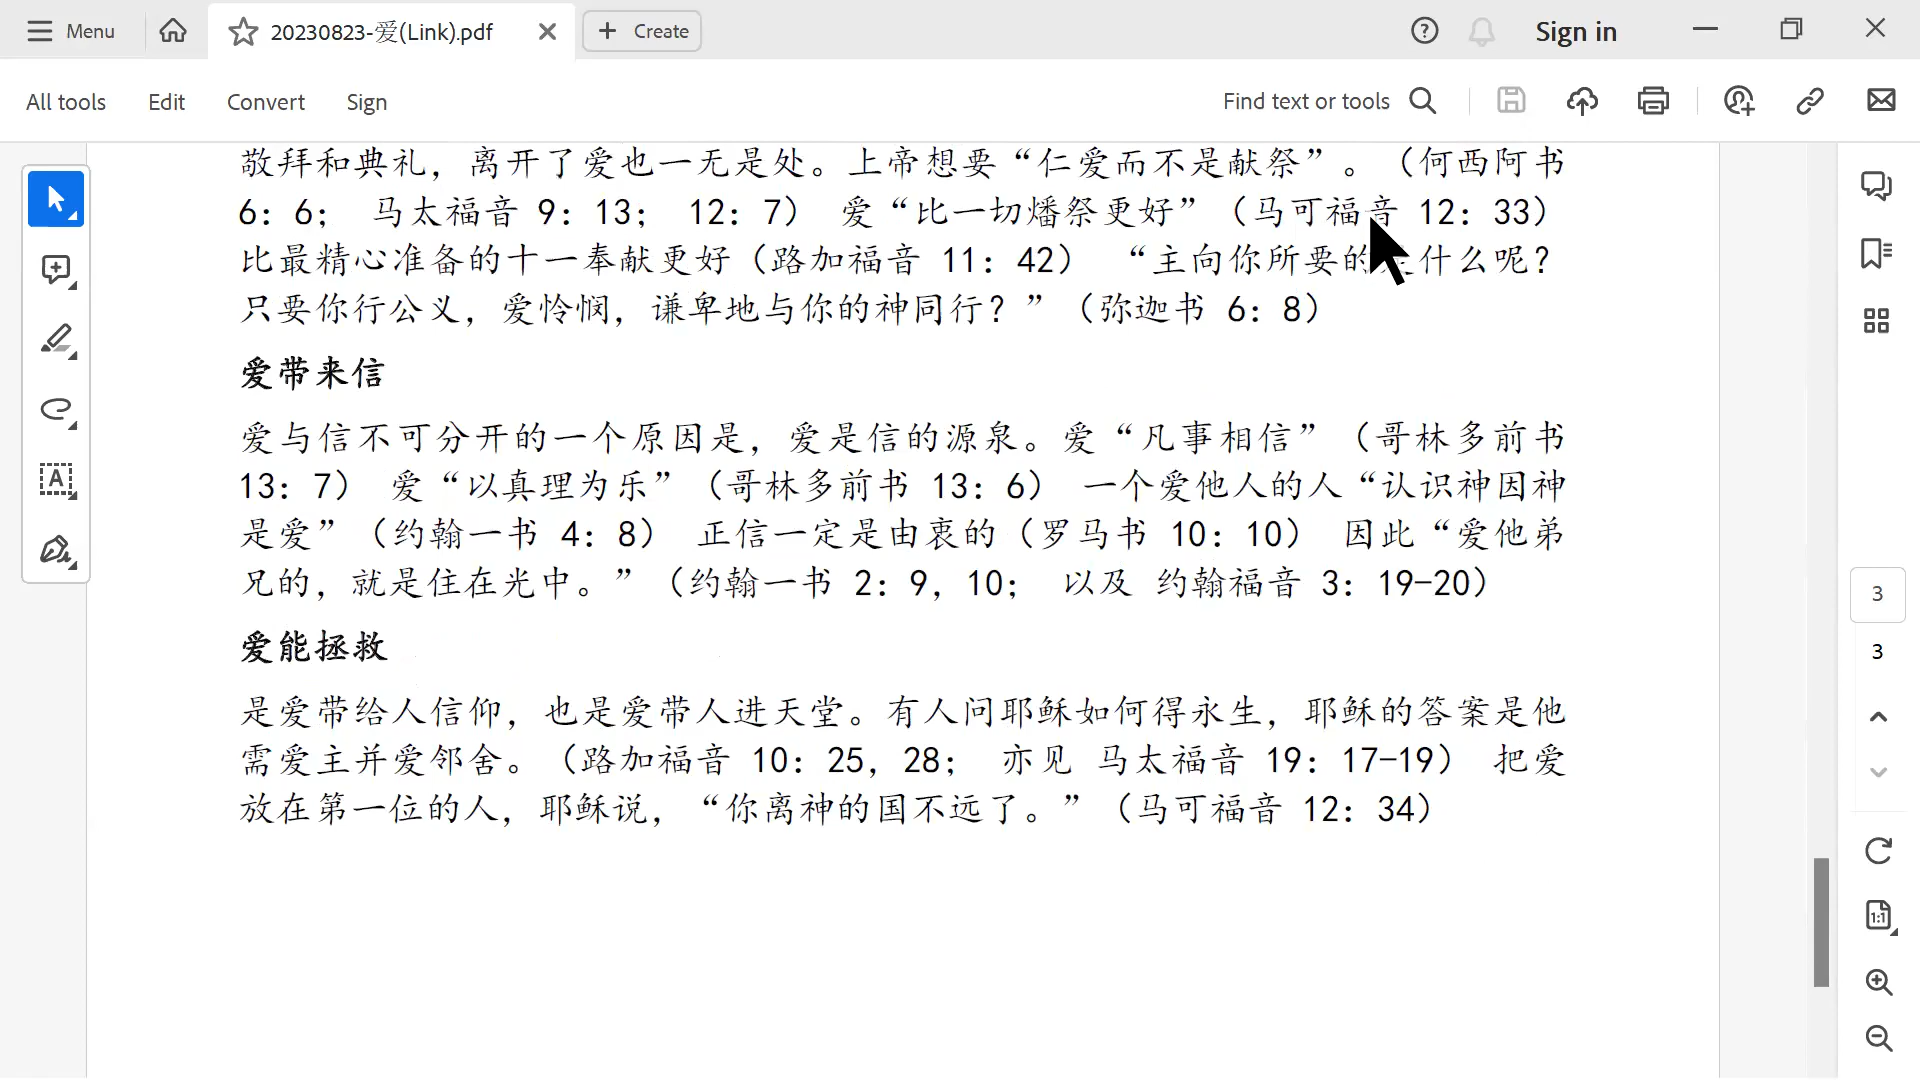 Menu
20230823-爱(Link).pdf
Create
Sign in
All tools
Edit
Convert
Sign
Find text or tools
敬拜和典礼，离开了爱也一无是处。上帝想要“仁爱而不是献祭”。（何西阿书
6：6； 马太福音 9：13； 12：7） 爱“比一切燔祭更好”（马可福音 12：33）
比最精心准备的十一奉献更好（路加福音 11：42） “主向你所要的是什么呢？
只要你行公义，爱怜悯，谦卑地与你的神同行？”（弥迦书 6：8）
爱带来信
爱与信不可分开的一个原因是，爱是信的源泉。爱“凡事相信”（哥林多前书
13：7） 爱“以真理为乐”（哥林多前书 13：6） 一个爱他人的人“认识神因神
是爱”（约翰一书 4：8） 正信一定是由衷的（罗马书 10：10） 因此“爱他弟
兄的，就是住在光中。”（约翰一书 2：9，10； 以及 约翰福音 3：19-20）
爱能拯救
是爱带给人信仰，也是爱带人进天堂。有人问耶稣如何得永生，耶稣的答案是他
需爱主并爱邻舍。（路加福音 10：25，28； 亦见 马太福音 19：17-19） 把爱
放在第一位的人，耶稣说，“你离神的国不远了。”（马可福音 12：34）
3
3